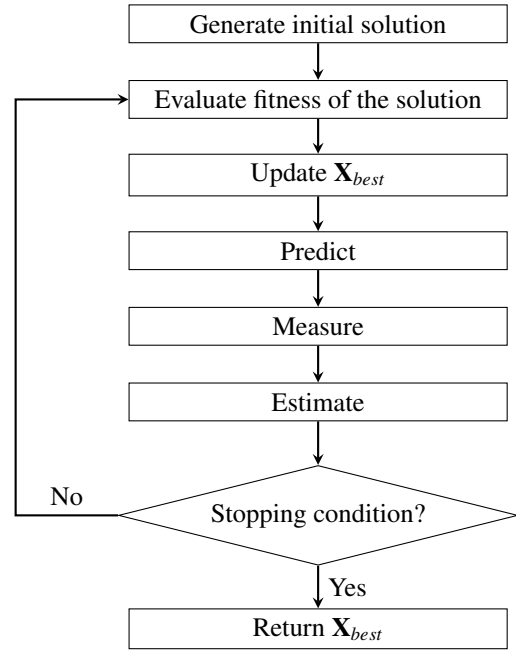 Generate initial solution
Evaluate fitness of the solution
Update X_best
Predict
Measure
Estimate
Stopping condition?
No
Yes
Return X_best